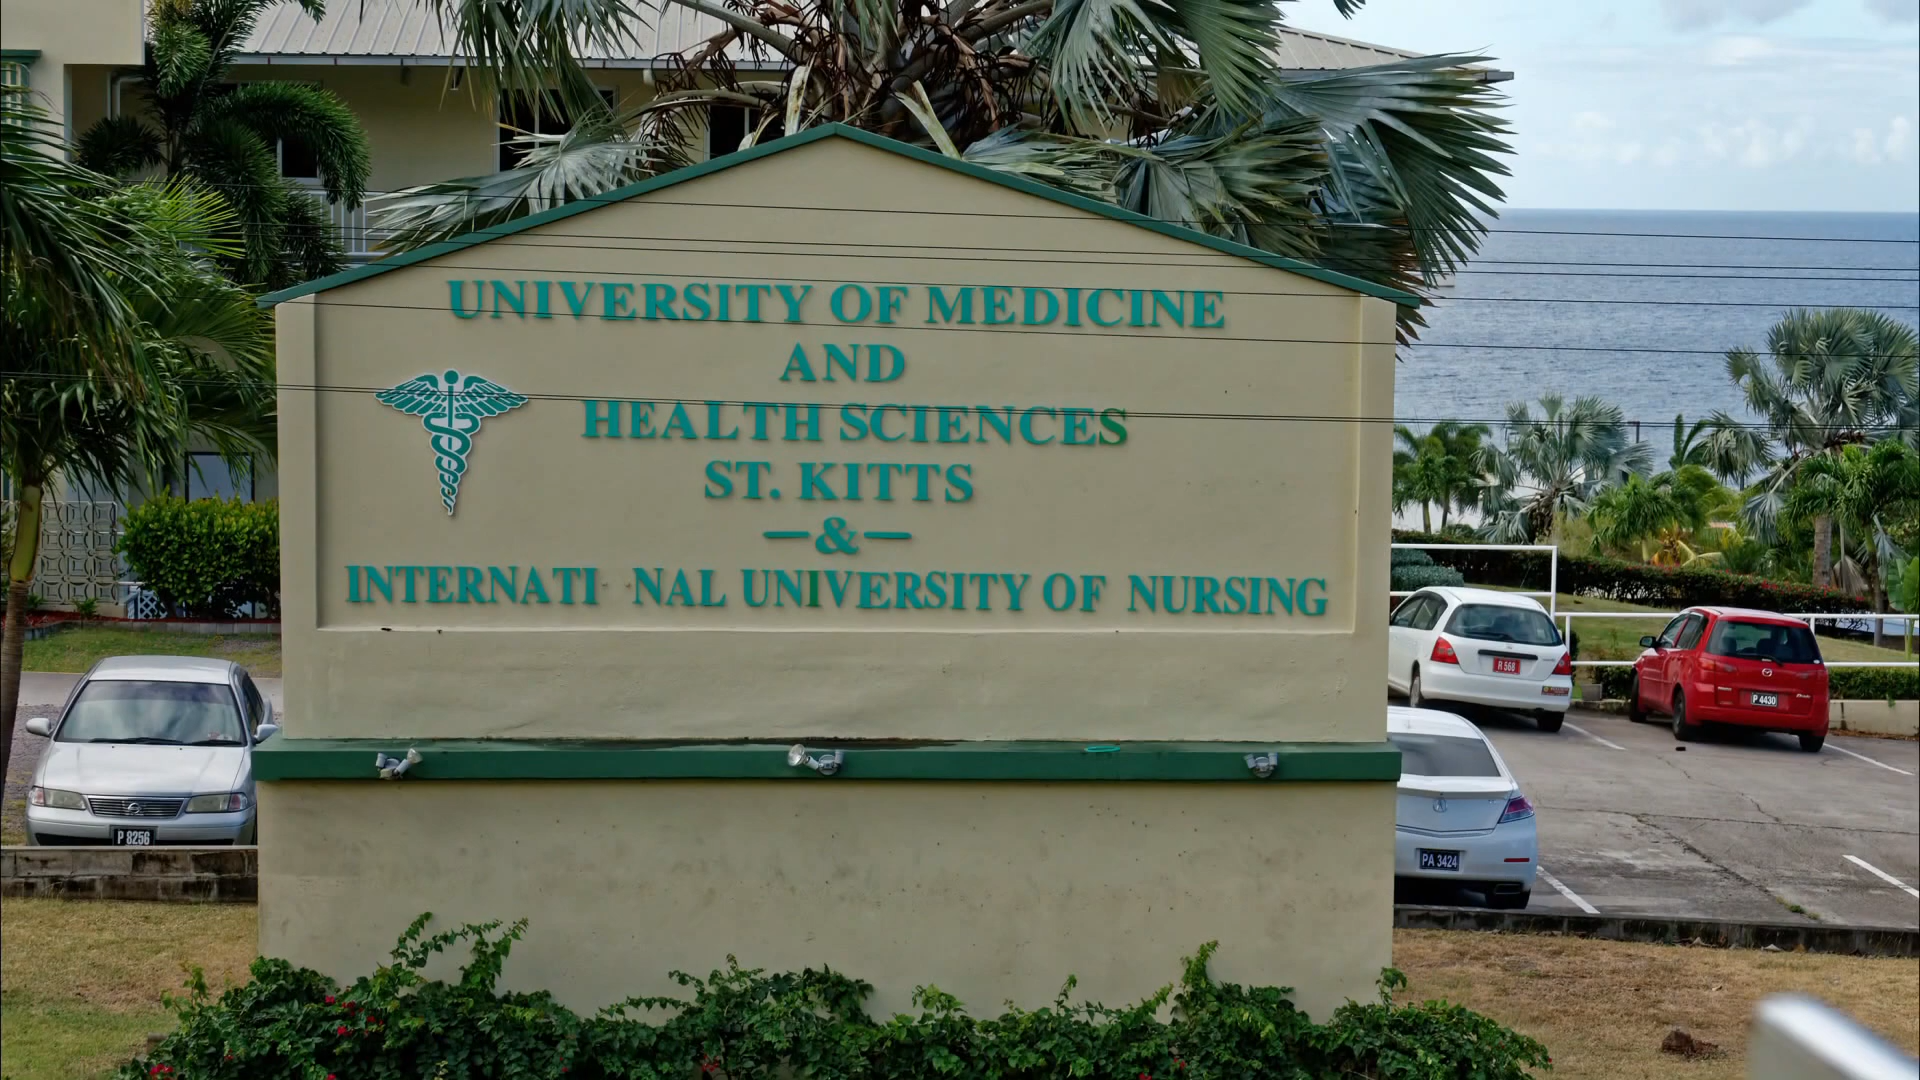 UNIVERSITY OF MEDICINE
AND
HEALTH SCIENCES
ST. KITTS
—&—
INTERNATI NAL UNIVERSITY OF NURSING
R 568
P 4430
P 8256
PA 3424